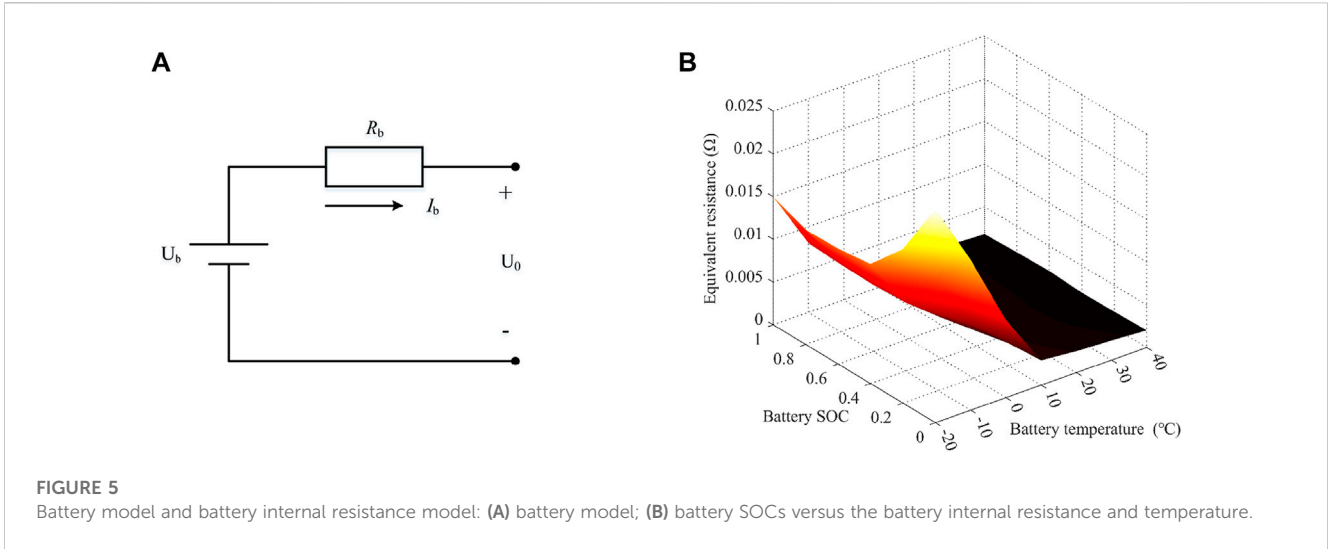 A
R_b
I_b
+
U_b
U_0
-
B
Equivalent resistance (Ω)
0.025
0.02
0.015
0.01
0.005
0
1
0.8
0.6
0.4
0.2
0
Battery SOC
-20
-10
0
10
20
30
40
Battery temperature (°C)
FIGURE 5
Battery model and battery internal resistance model: (A) battery model; (B) battery SOCs versus the battery internal resistance and temperature.